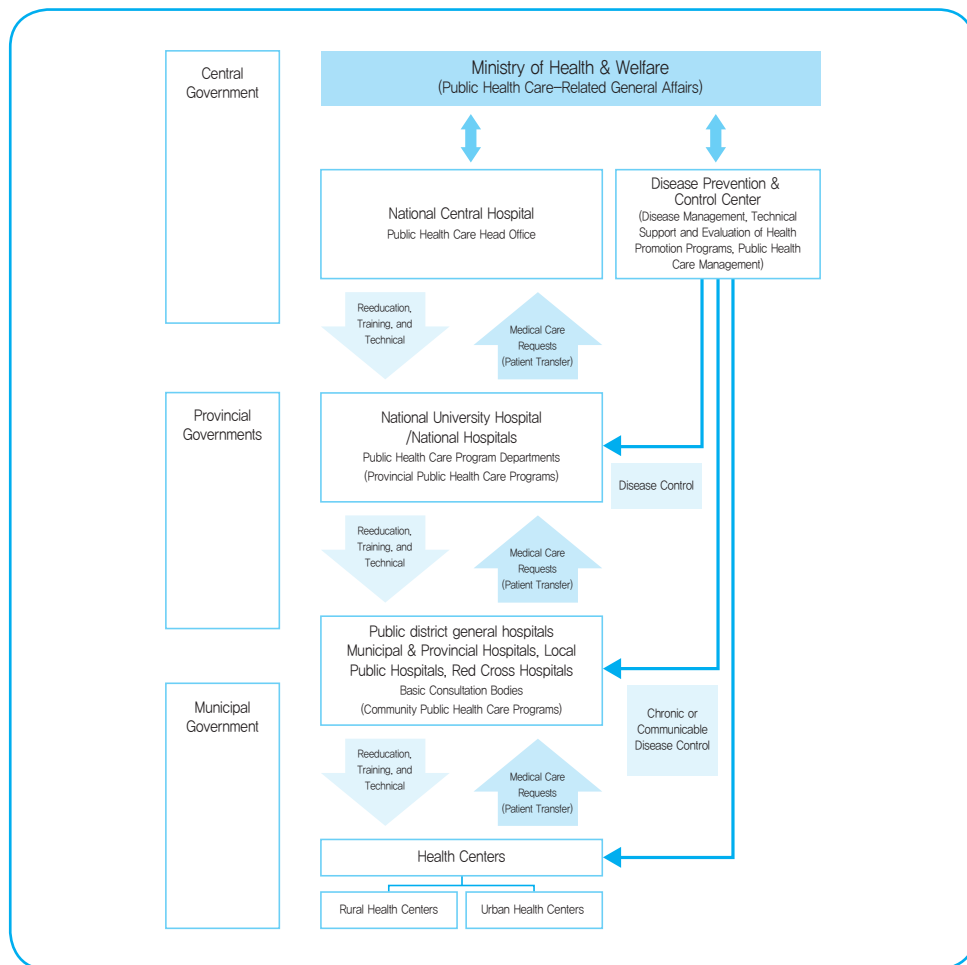 Central
Government
Ministry of Health & Welfare
(Public Health Care-Related General Affairs)
National Central Hospital
Public Health Care Head Office
Disease Prevention &
Control Center
(Disease Management, Technical
Support and Evaluation of Health
Promotion Programs, Public Health
Care Management)
Reeducation,
Training, and
Technical
Medical Care
Requests
(Patient Transfer)
Provincial
Governments
National University Hospital
/National Hospitals
Public Health Care Program Departments
(Provincial Public Health Care Programs)
Disease Control
Reeducation,
Training, and
Technical
Medical Care
Requests
(Patient Transfer)
Public district general hospitals
Municipal & Provincial Hospitals, Local
Public Hospitals, Red Cross Hospitals
Basic Consultation Bodies
(Community Public Health Care Programs)
Municipal
Government
Chronic or
Communicable
Disease Control
Reeducation,
Training, and
Technical
Medical Care
Requests
(Patient Transfer)
Health Centers
Rural Health Centers
Urban Health Centers